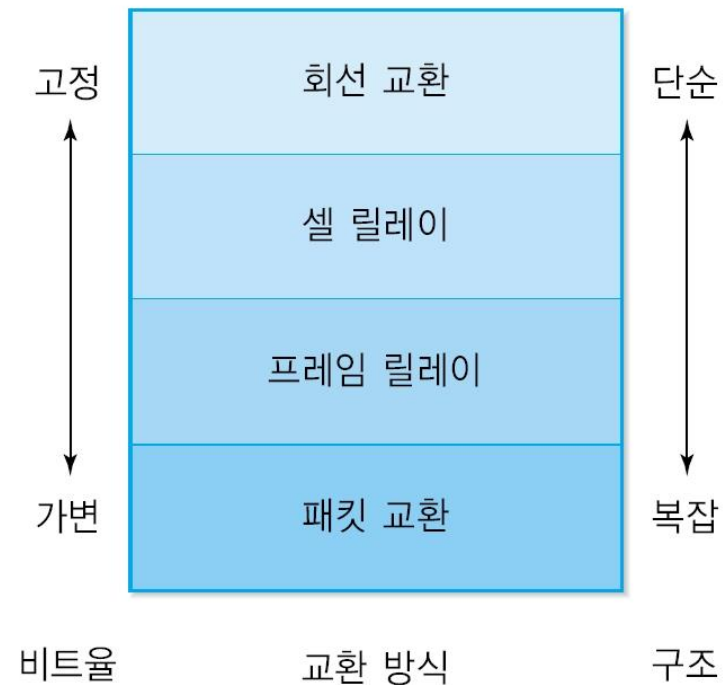 고정 회선 교환 단순
셀 릴레이
프레임 릴레이
가변 패킷 교환 복잡
비트율 교환 방식 구조